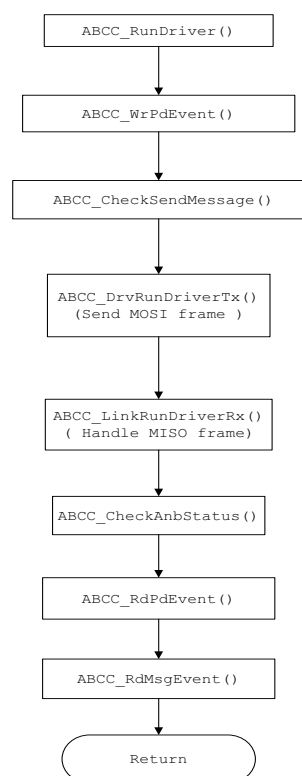 ABCC_RunDriver()
ABCC_WrPdEvent()
ABCC_CheckSendMessage()
ABCC_DrvRunDriverTx()
(Send MOSI frame )
ABCC_LinkRunDriverRx()
( Handle MISO frame)
ABCC_CheckAnbStatus()
ABCC_RdPdEvent()
ABCC_RdMsgEvent()
Return